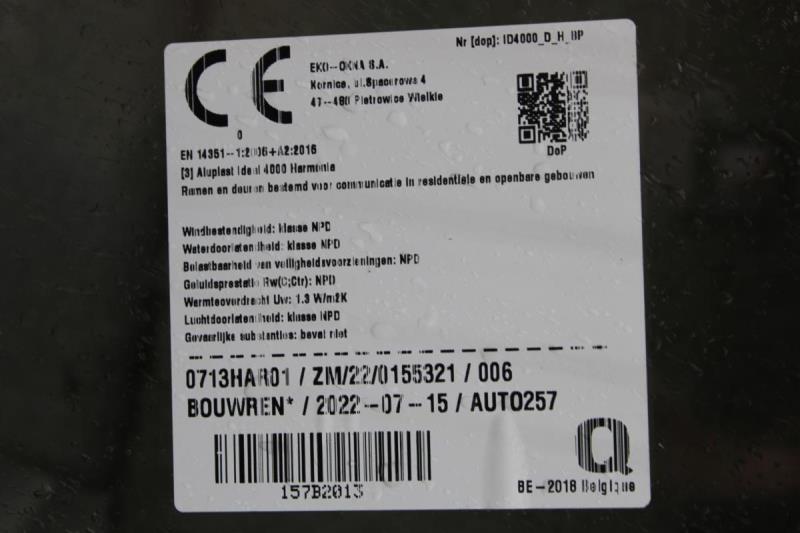 Nr [dop]: ID4000_D_H_BP
CE
EKO-OKNA S.A.
Kornice, ul.Spacerowa 4
47-480 Pietrowice Wielkie
0
DoP
EN 14351-1:2006+A2:2016
[3] Aluplast Ideal 4000 Harmonie
Ramen en deuren bestemd voor communicatie in residentiële en openbare gebouwen
Windbestendigheid: klasse NPD
Waterdoorlatendheid: klasse NPD
Belastbaarheid van veiligheidsvoorzieningen: NPD
Geluidsprestatie Rw(C;Ctr): NPD
Warmteoverdracht Uw: 1.3 W/m2K
Luchtdoorlatendheid: klasse NPD
Gevaarlijke substanties: bevat niet
0713HAR01 / ZM/22/0155321 / 006
BOUWREN* / 2022-07-15 / AUTO257
157B2013
BE-2018 Belgique